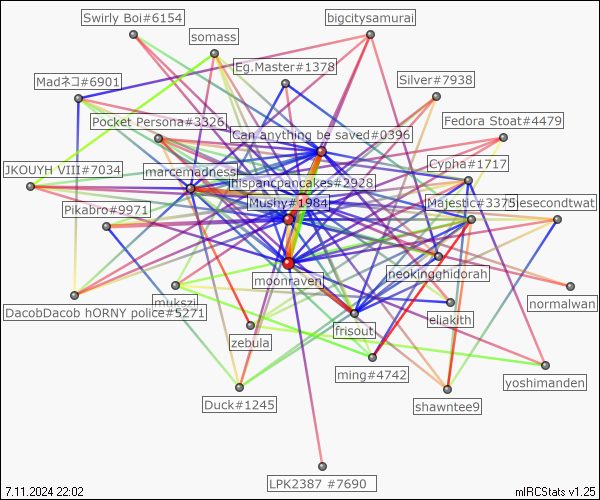 Swirly Boi#6154
bigcitysamurai
somass
Eg.Master#1378
Madネコ#6901
Silver#7938
Pocket Persona#3326
Fedora Stoat#4479
Can anything be saved#0396
JKOUYH VIII#7034
marcemadness
Cypha#1717
hispancpancakes#2928
Pikabro#9971
Mushy#1984
Majestic#3375
thesecondtwat
moonraven
neokingghidorah
DacobDacob hORNY police#5271
mukszil
normalwan
eliakith
frisout
zebula
ming#4742
yoshimanden
Duck#1245
shawntee9
LPK2387 #7690
7.11.2024 22:02
mIRCStats v1.25